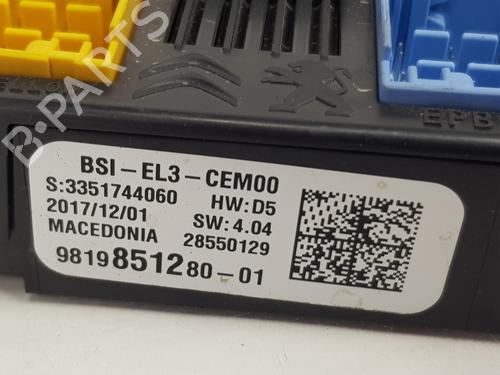 EPB
BSI-EL3-CEM00
S:3351744060 HW:D5
2017/12/01 SW:4.04
MACEDONIA 28550129
9819851280-01
B-PARTS